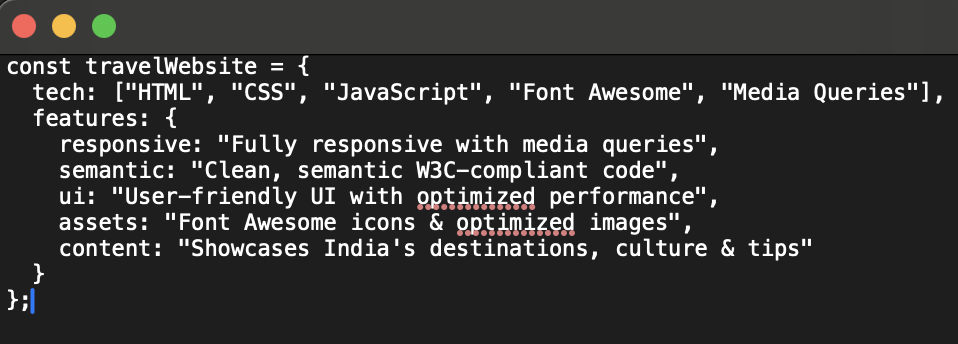 const travelWebsite = {
  tech: ["HTML", "CSS", "JavaScript", "Font Awesome", "Media Queries"],
  features: {
    responsive: "Fully responsive with media queries",
    semantic: "Clean, semantic W3C-compliant code",
    ui: "User-friendly UI with optimized performance",
    assets: "Font Awesome icons & optimized images",
    content: "Showcases India's destinations, culture & tips"
  }
};